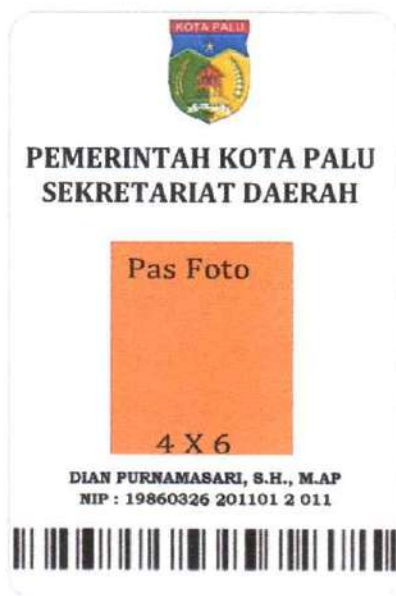 KOTA PALU
PEMERINTAH KOTA PALU
SEKRETARIAT DAERAH
Pas Foto
4 X 6
DIAN PURNAMASARI, S.H., M.AP
NIP : 19860326 201101 2 011